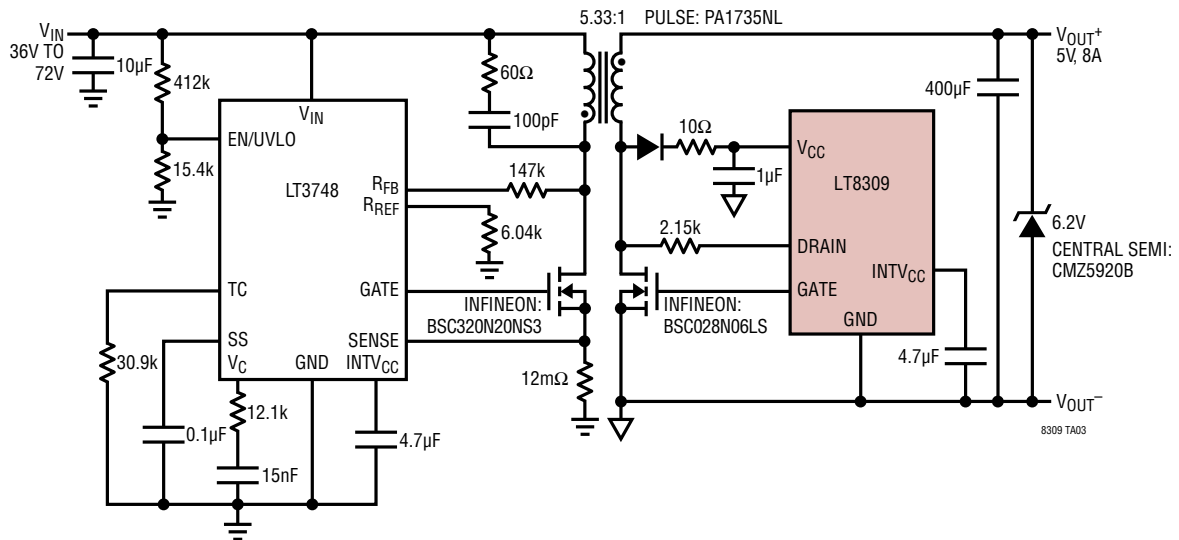 5.33:1 PULSE: PA1735NL
VIN
36V TO
72V
10µF
412k
15.4k
60Ω
100pF
VIN
EN/UVLO
LT3748
RFB
RREF
TC
GATE
SS
SENSE
VC
GND
INTVCC
147k
6.04k
INFINEON:
BSC320N20NS3
12mΩ
30.9k
0.1µF
12.1k
15nF
4.7µF
10Ω
1µF
2.15k
INFINEON:
BSC028N06LS
VCC
LT8309
DRAIN
INTVCC
GATE
GND
4.7µF
400µF
VOUT+
5V, 8A
6.2V
CENTRAL SEMI:
CMZ5920B
VOUT–
8309 TA03